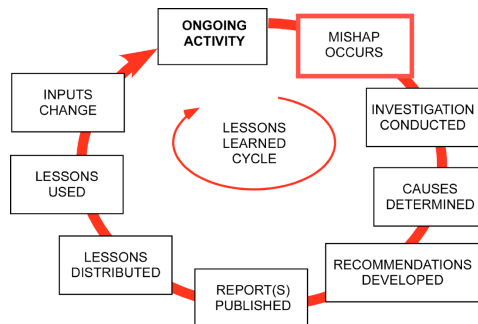 ONGOING
ACTIVITY
MISHAP
OCCURS
INVESTIGATION
CONDUCTED
CAUSES
DETERMINED
RECOMMENDATIONS
DEVELOPED
REPORT(S)
PUBLISHED
LESSONS
DISTRIBUTED
LESSONS
USED
INPUTS
CHANGE
LESSONS
LEARNED
CYCLE